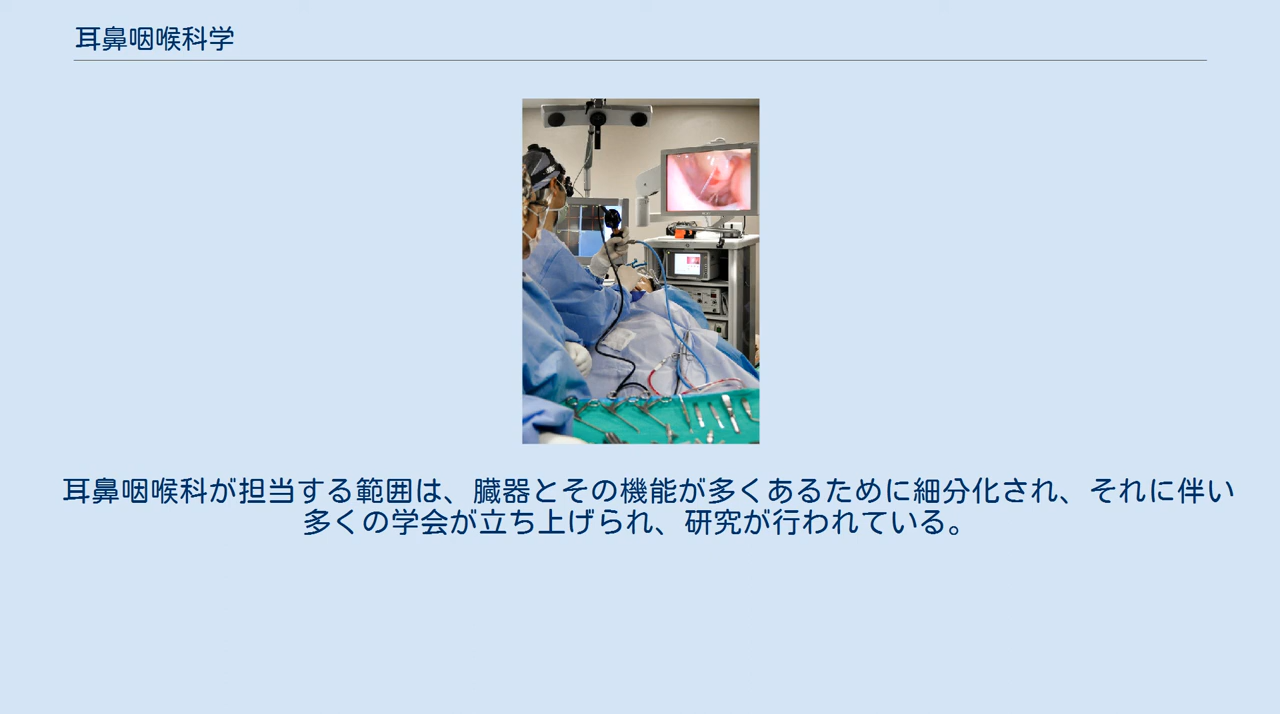 耳鼻咽喉科学
耳鼻咽喉科が担当する範囲は、臓器とその機能が多くあるために細分化され、それに伴い
多くの学会が立ち上げられ、研究が行われている。